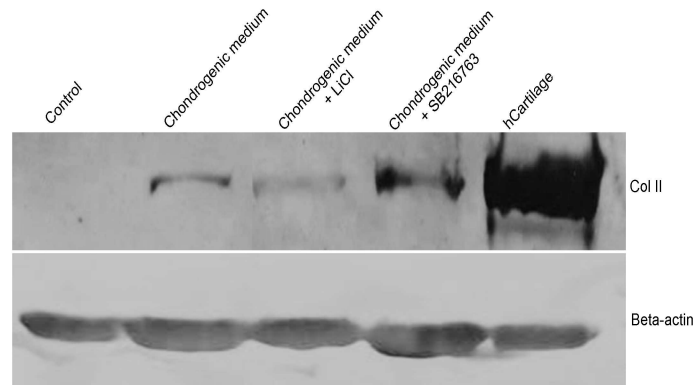 Control
Chondrogenic medium
Chondrogenic medium
+ LiCl
Chondrogenic medium
+ SB216763
hCartilage
Col II
Beta-actin